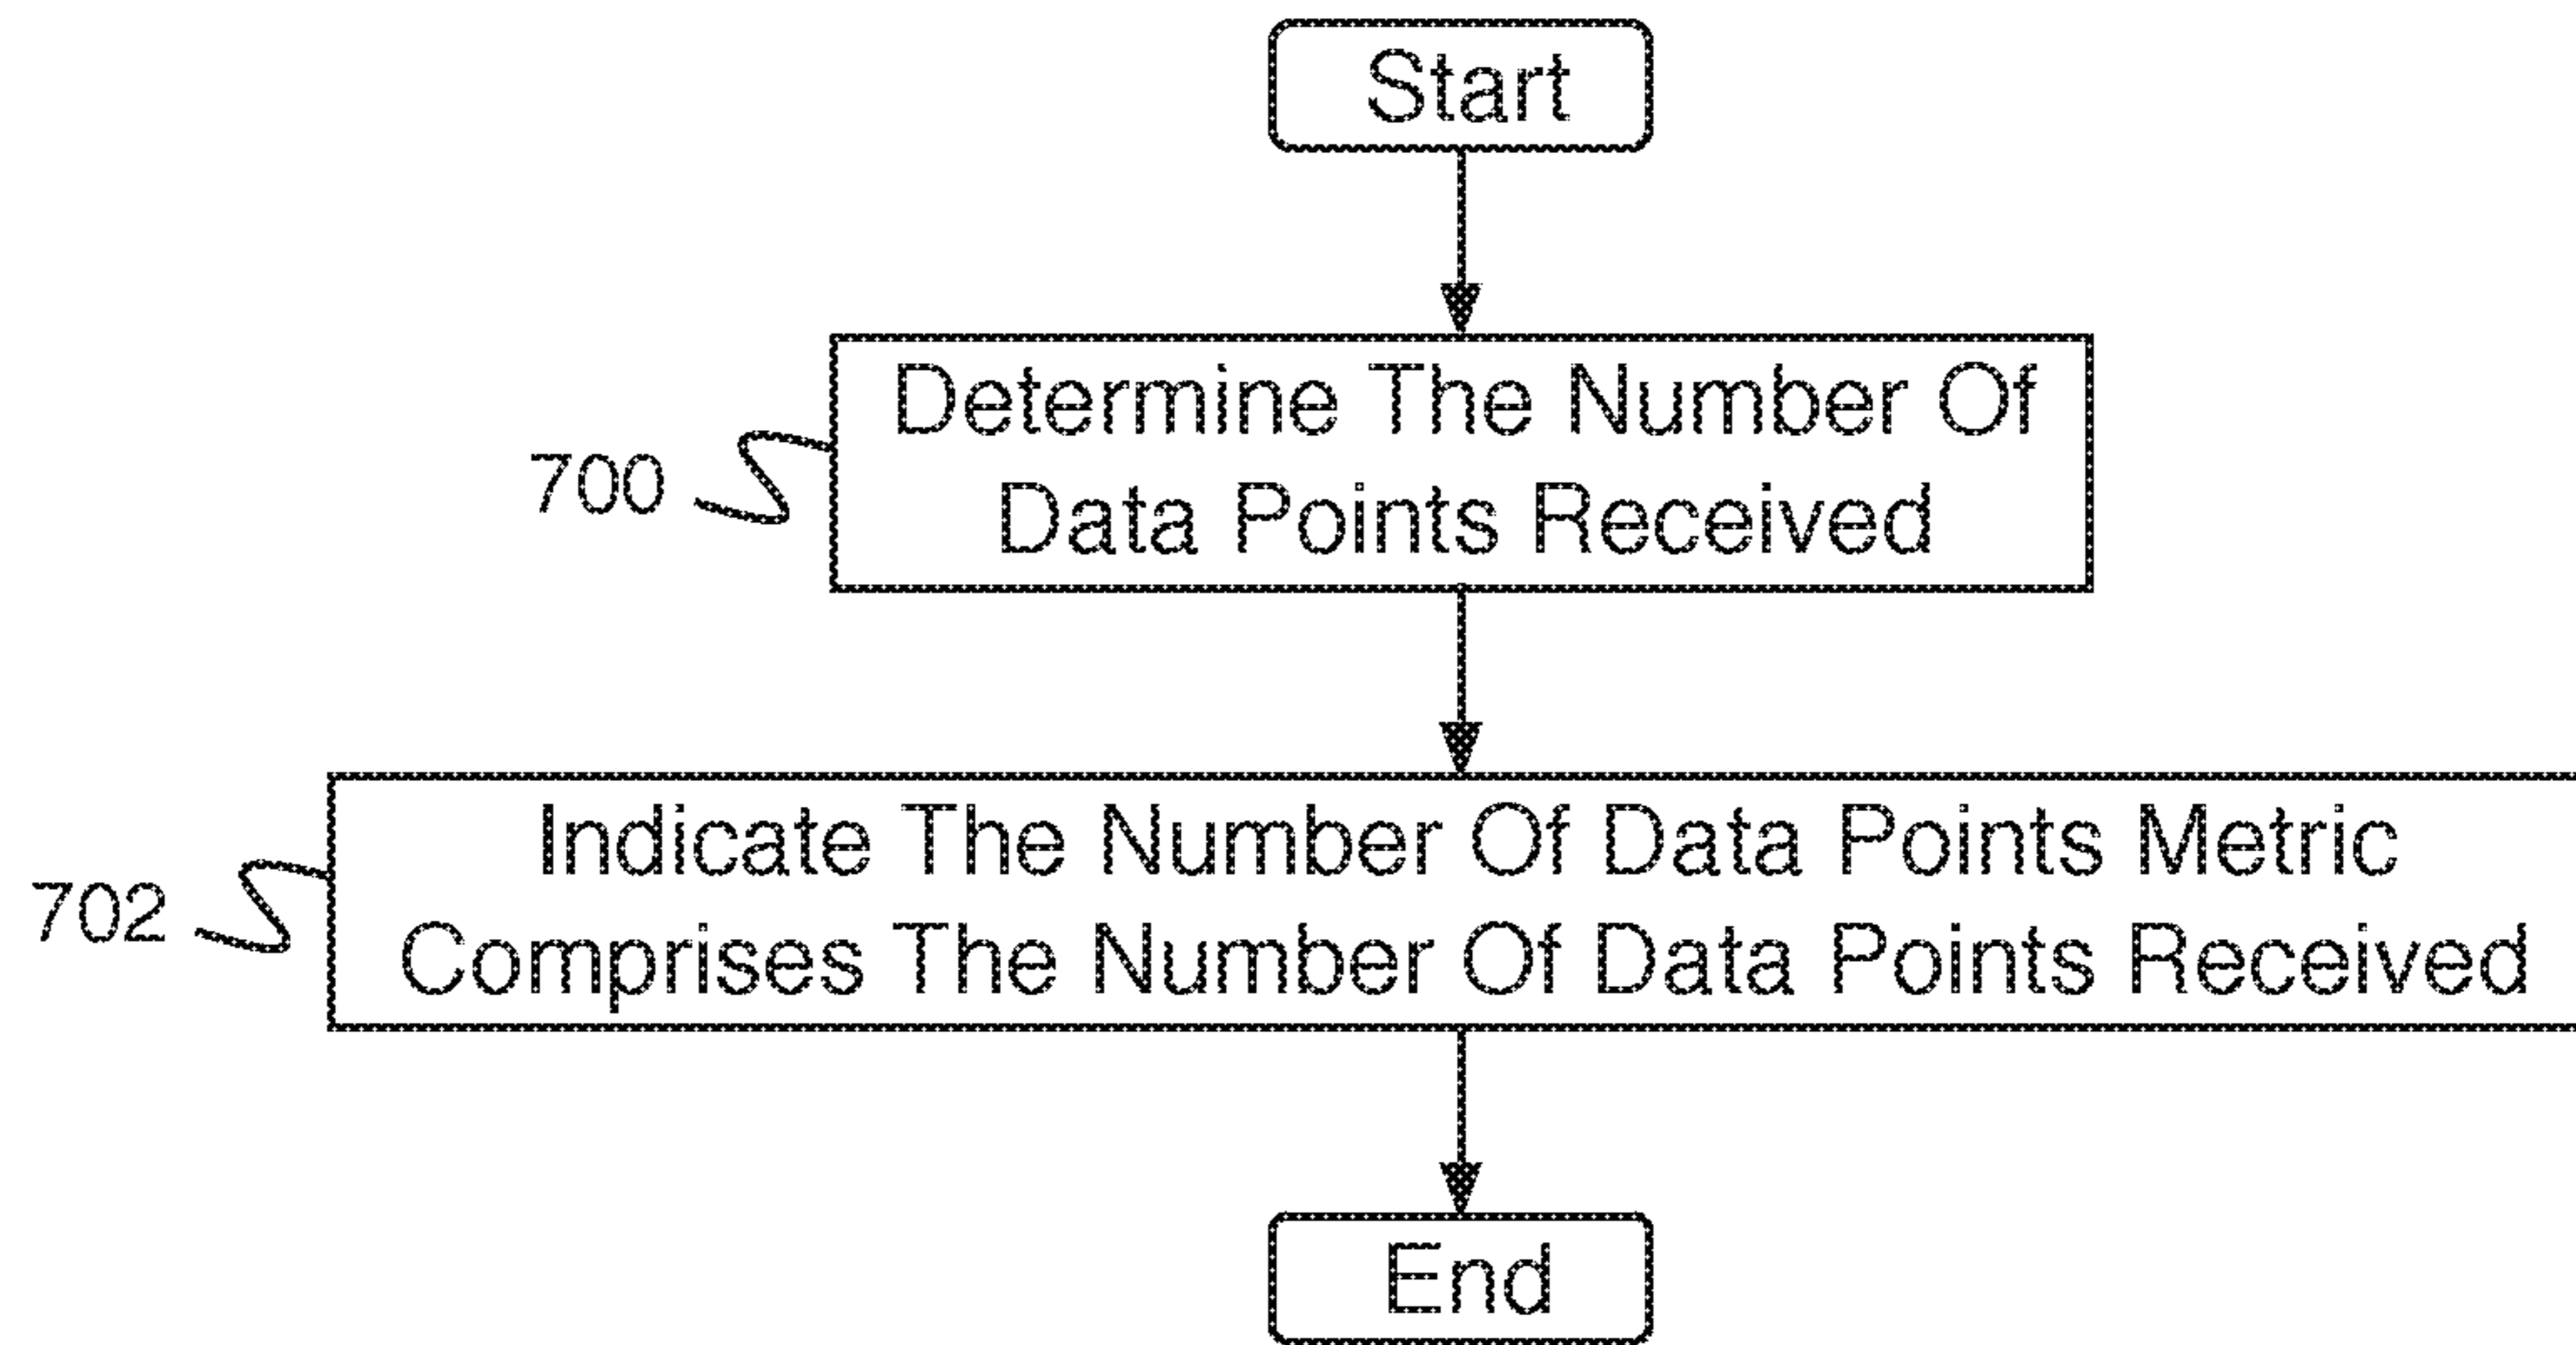 Start
Determine The Number Of
Data Points Received
700
Indicate The Number Of Data Points Metric
Comprises The Number Of Data Points Received
702
End